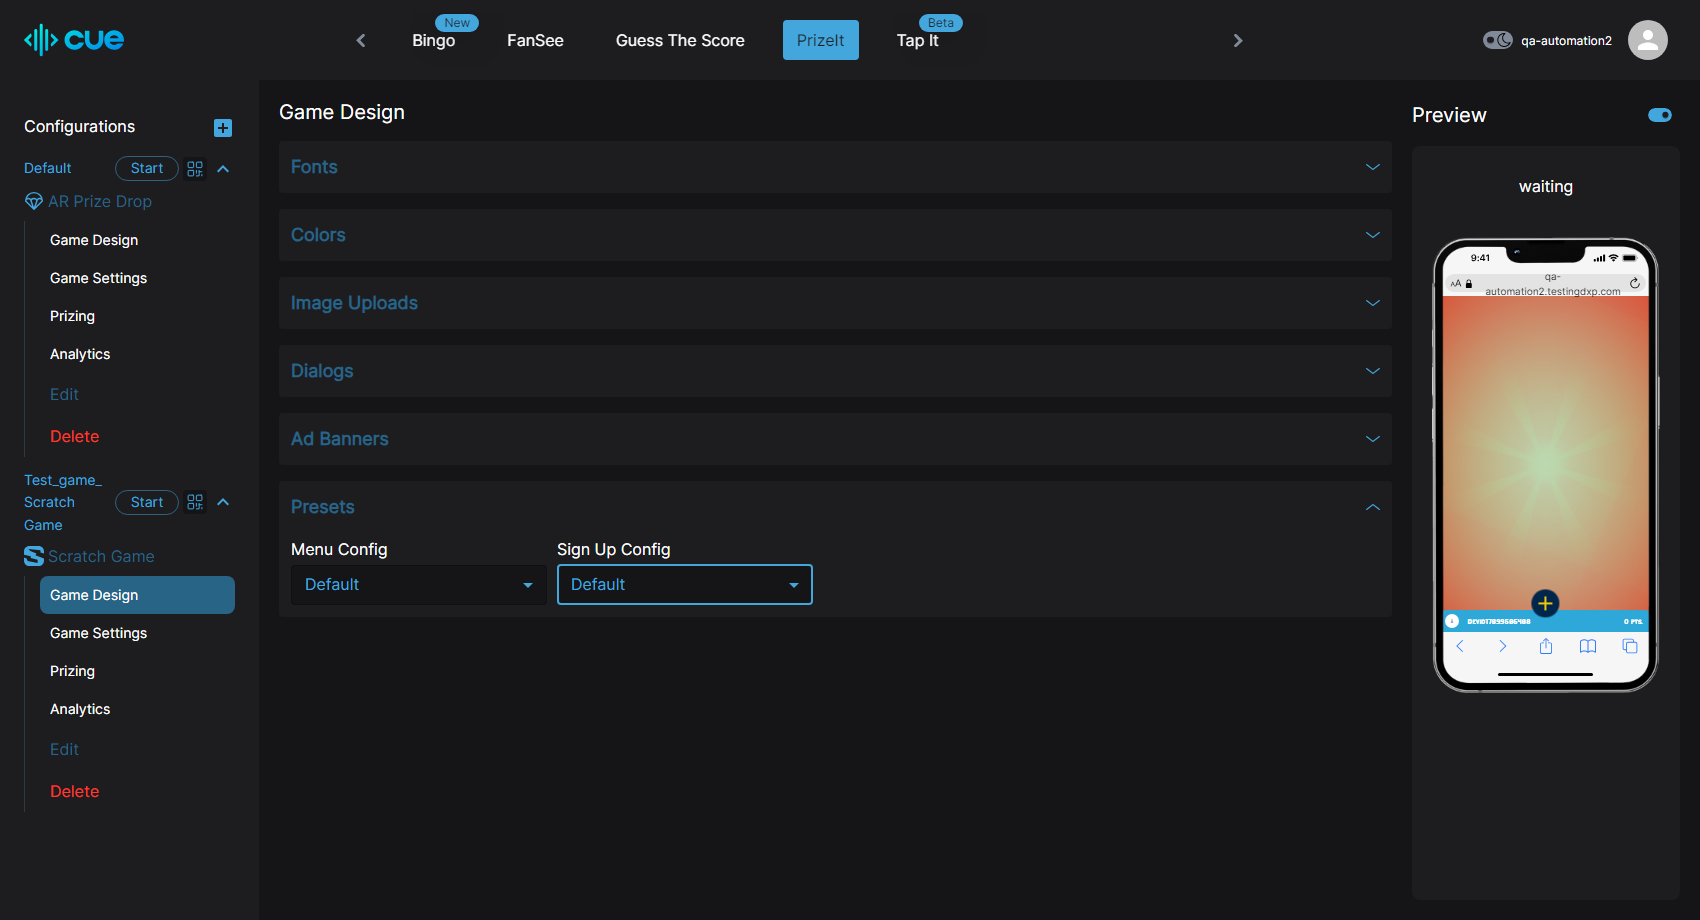 cue
New
Bingo
FanSee
Guess The Score
PrizeIt
Beta
Tap It
qa-automation2
Configurations
Default
Start
AR Prize Drop
Game Design
Game Settings
Prizing
Analytics
Edit
Delete
Test_game_
Scratch
Game
Start
Scratch Game
Game Design
Game Settings
Prizing
Analytics
Edit
Delete
Game Design
Fonts
Colors
Image Uploads
Dialogs
Ad Banners
Presets
Menu Config
Sign Up Config
Default
Default
Preview
waiting
9:41
AA
qa-
automation2.testingdxp.com
0 PTS.